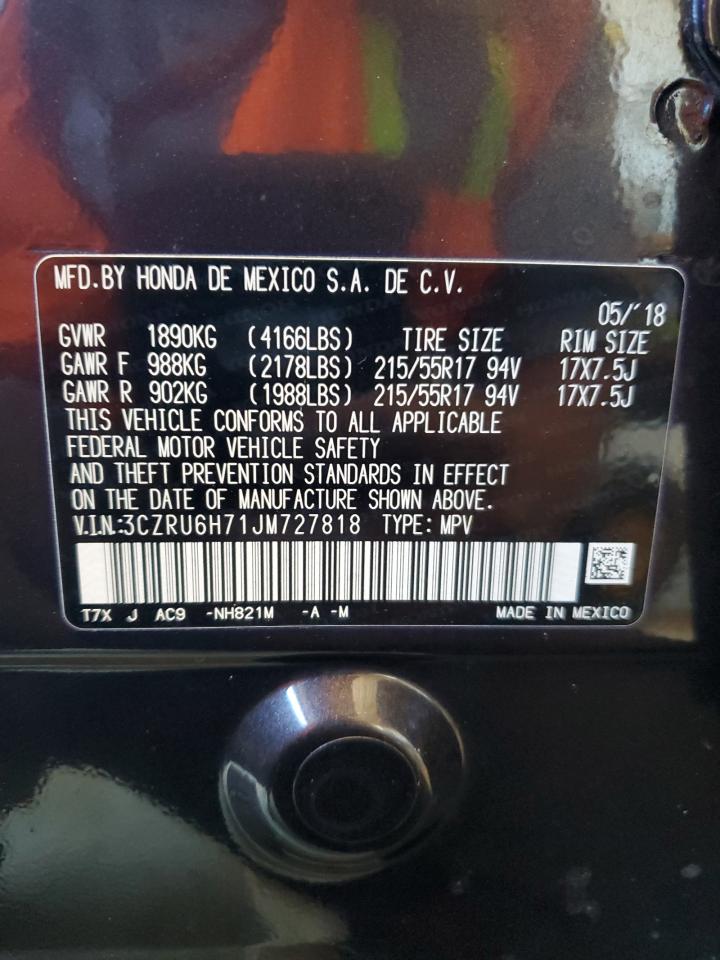 MFD.BY HONDA DE MEXICO S.A. DE C.V.
05/'18
GVWR 1890KG (4166LBS) TIRE SIZE RIM SIZE
GAWR F 988KG (2178LBS) 215/55R17 94V 17X7.5J
GAWR R 902KG (1988LBS) 215/55R17 94V 17X7.5J
THIS VEHICLE CONFORMS TO ALL APPLICABLE
FEDERAL MOTOR VEHICLE SAFETY
AND THEFT PREVENTION STANDARDS IN EFFECT
ON THE DATE OF MANUFACTURE SHOWN ABOVE.
V.I.N.:3CZRU6H71JM727818 TYPE: MPV
T7X J AC9 -NH821M -A -M MADE IN MEXICO